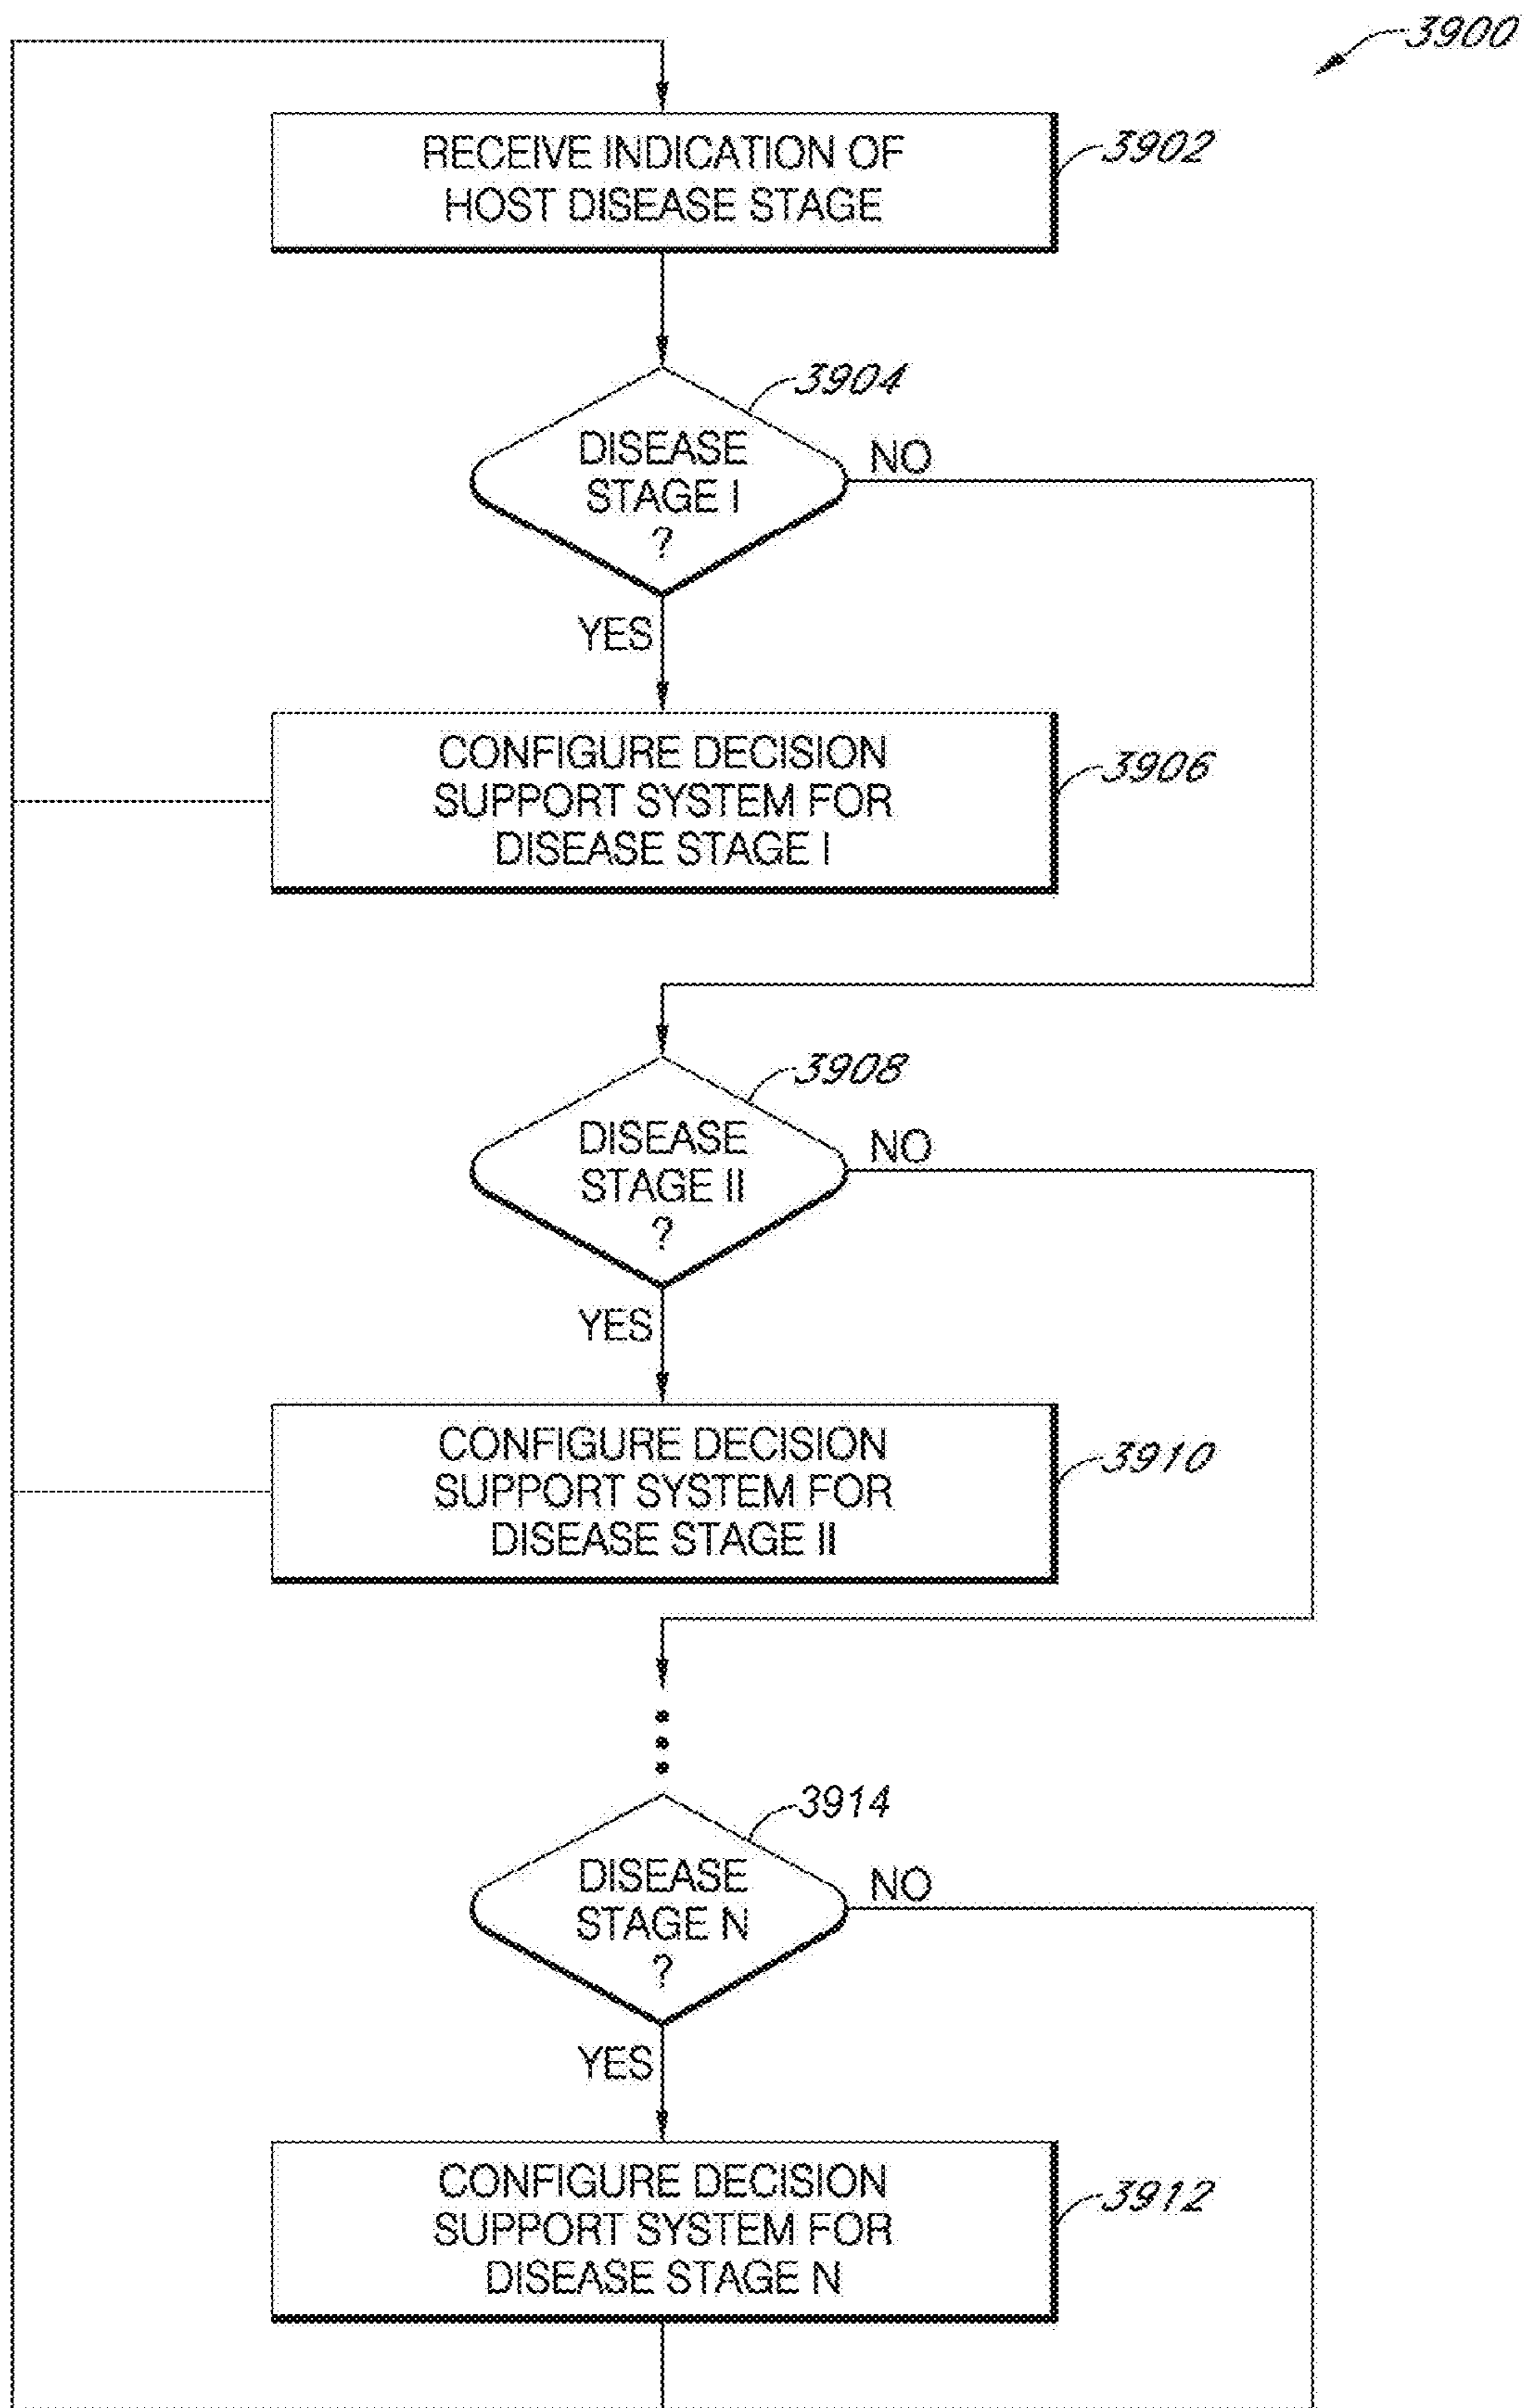 3900
RECEIVE INDICATION OF
HOST DISEASE STAGE
3902
3904
DISEASE
STAGE I
?
NO
YES
CONFIGURE DECISION
SUPPORT SYSTEM FOR
DISEASE STAGE I
3906
3908
DISEASE
STAGE II
?
NO
YES
CONFIGURE DECISION
SUPPORT SYSTEM FOR
DISEASE STAGE II
3910
3914
DISEASE
STAGE N
?
NO
YES
CONFIGURE DECISION
SUPPORT SYSTEM FOR
DISEASE STAGE N
3912